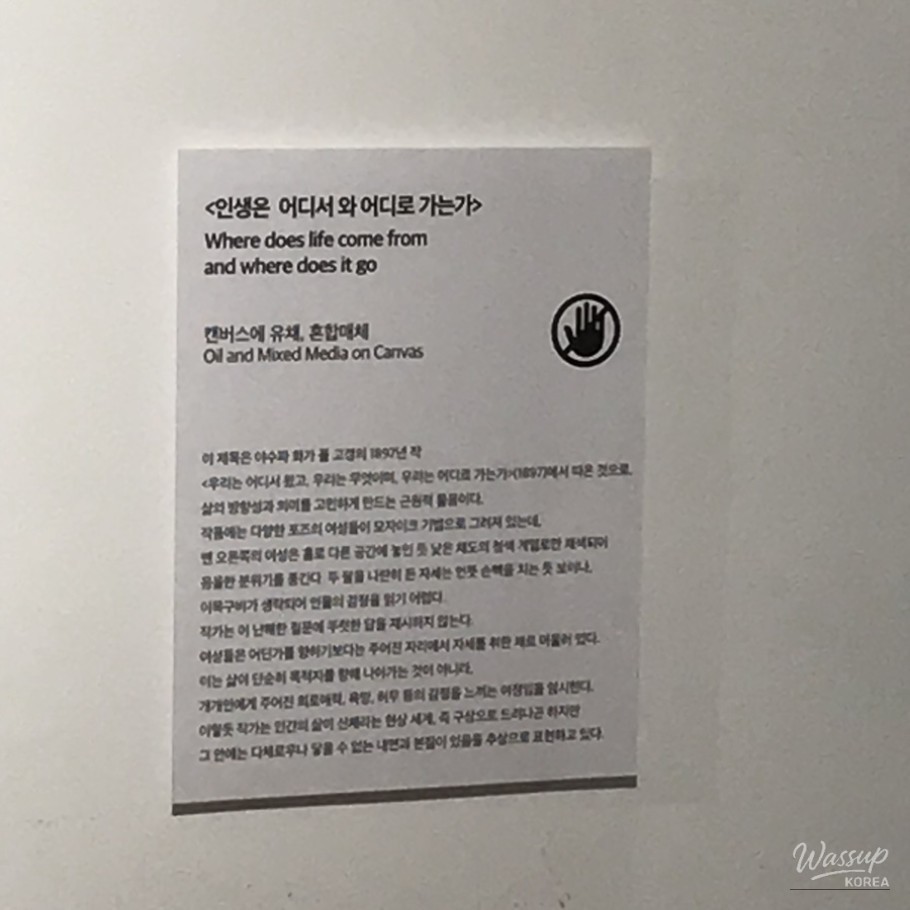 <인생은 어디서 와 어디로 가는가>
Where does life come from
and where does it go
캔버스에 유채, 혼합매체
Oil and Mixed Media on Canvas
이 제목은 야수파 화가 폴 고갱의 1897년 작
<우리는 어디서 왔고, 우리는 무엇이며, 우리는 어디로 가는가>(1897)에서 따온 것으로,
삶의 방향성과 의미를 고민하게 만드는 근원적 물음이다.
작품에는 다양한 포즈의 여성들이 모자이크 기법으로 그려져 있는데,
맨 오른쪽의 여성은 홀로 다른 공간에 놓인 듯 낮은 채도의 청색 계열로만 채색되어
음울한 분위기를 풍긴다. 두 팔을 나란히 든 자세는 언뜻 손뼉을 치는 듯 보이나,
이목구비가 생략되어 인물의 감정을 읽기 어렵다.
작가는 이 난해한 질문에 뚜렷한 답을 제시하지 않는다.
여성들은 어딘가를 향하기보다는 주어진 자리에서 자세를 취한 채로 머물러 있다.
이는 삶이 단순히 목적지를 향해 나아가는 것이 아니라,
개개인에게 주어진 희로애락, 욕망, 허무 등의 감정을 느끼는 여정임을 암시한다.
이렇듯 작가는 인간의 삶이 신체라는 현상 세계, 즉 구상으로 드러나곤 하지만
그 안에는 다채로우나 닿을 수 없는 내면과 본질이 있음을 추상으로 표현하고 있다.
Wassup
KOREA